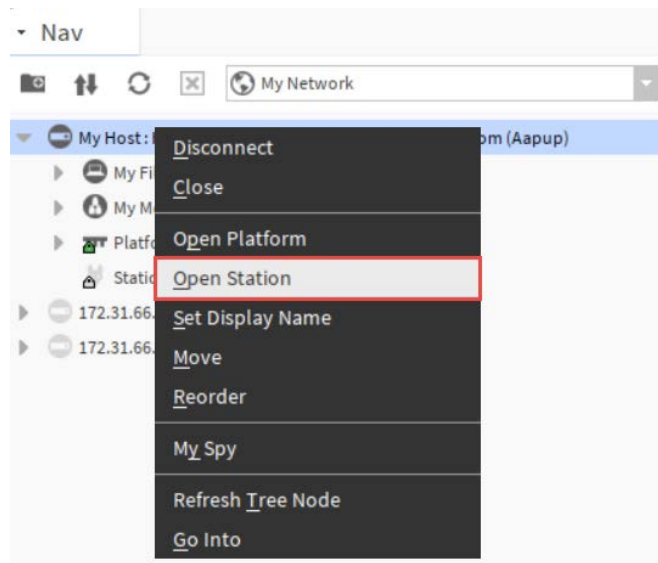 Nav
My Network
My Host : om (Aapup)
My Fi
My M
Platfo
Static
172.31.66.
172.31.66.
Disconnect
Close
Open Platform
Open Station
Set Display Name
Move
Reorder
My Spy
Refresh Tree Node
Go Into